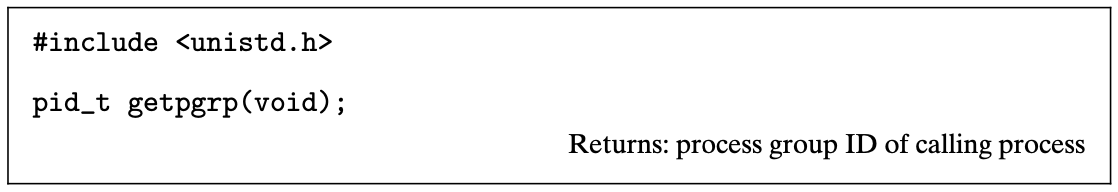 #include <unistd.h>
pid_t getpgrp(void);
Returns: process group ID of calling process